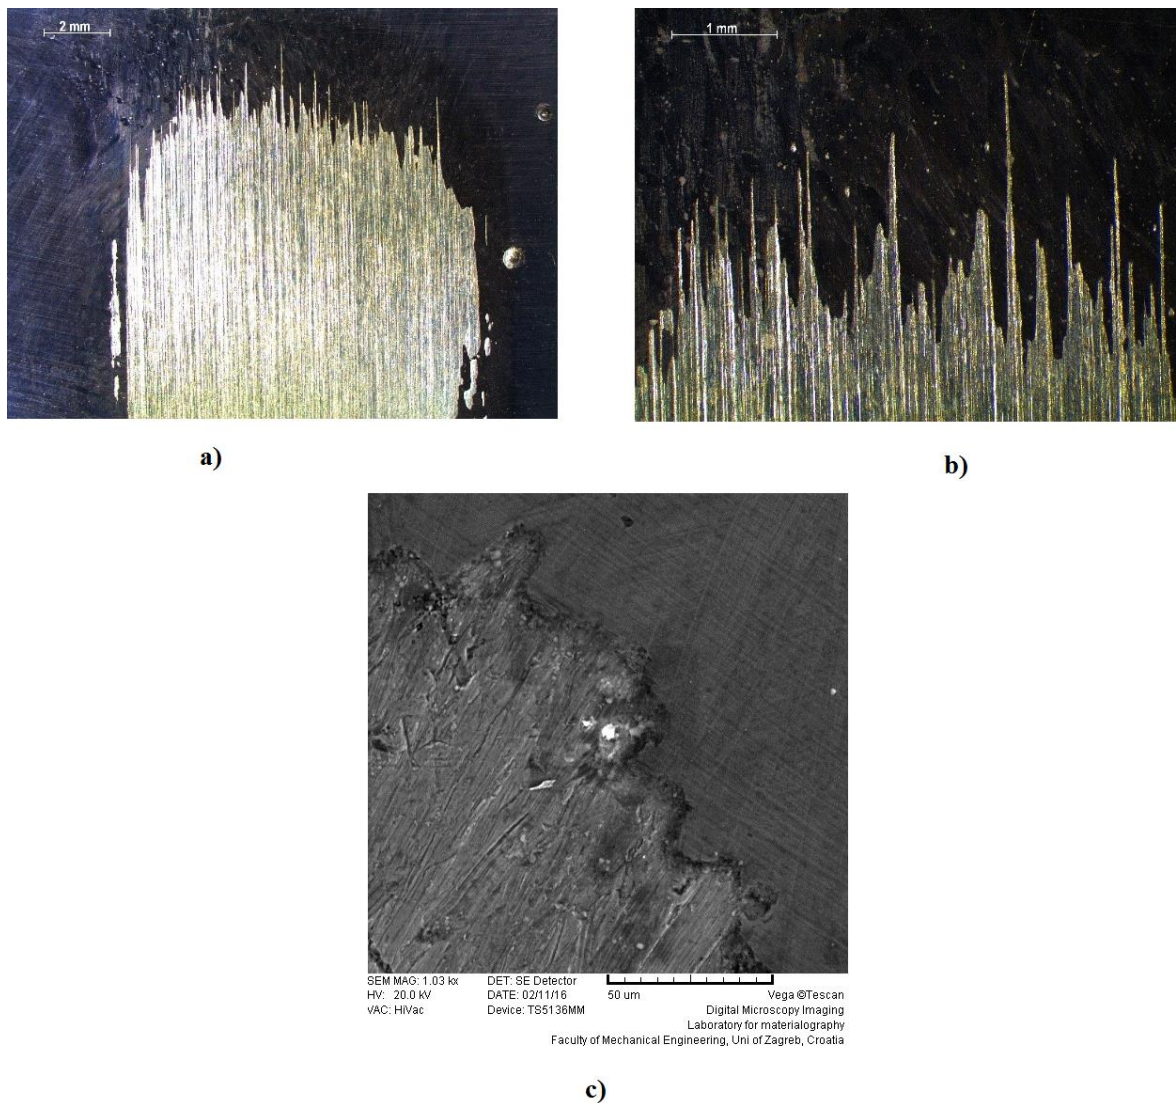 2 mm
1 mm
a)
b)
SEM MAG: 1.03 kx DET: SE Detector
HV: 20.0 kV DATE: 02/11/16 50 um Vega ©Tescan
VAC: HiVac Device: TS5136MM Digital Microscopy Imaging
Laboratory for materialography
Faculty of Mechanical Engineering, Uni of Zagreb, Croatia
c)